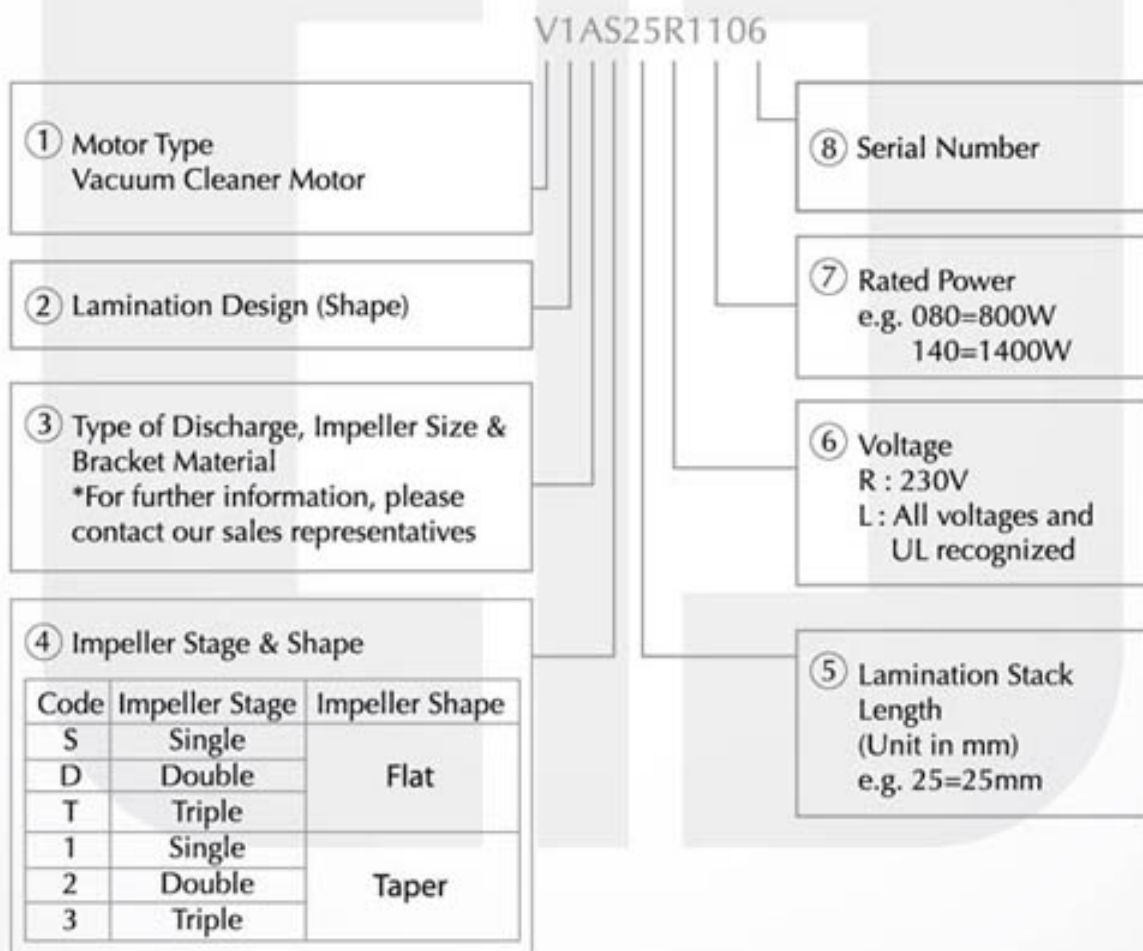 V1AS25R1106
① Motor Type
Vacuum Cleaner Motor
② Lamination Design (Shape)
③ Type of Discharge, Impeller Size &
Bracket Material
*For further information, please
contact our sales representatives
④ Impeller Stage & Shape
Code Impeller Stage Impeller Shape
S Single
D Double Flat
T Triple
1 Single
2 Double Taper
3 Triple
⑧ Serial Number
⑦ Rated Power
e.g. 080=800W
140=1400W
⑥ Voltage
R : 230V
L : All voltages and
UL recognized
⑤ Lamination Stack
Length
(Unit in mm)
e.g. 25=25mm